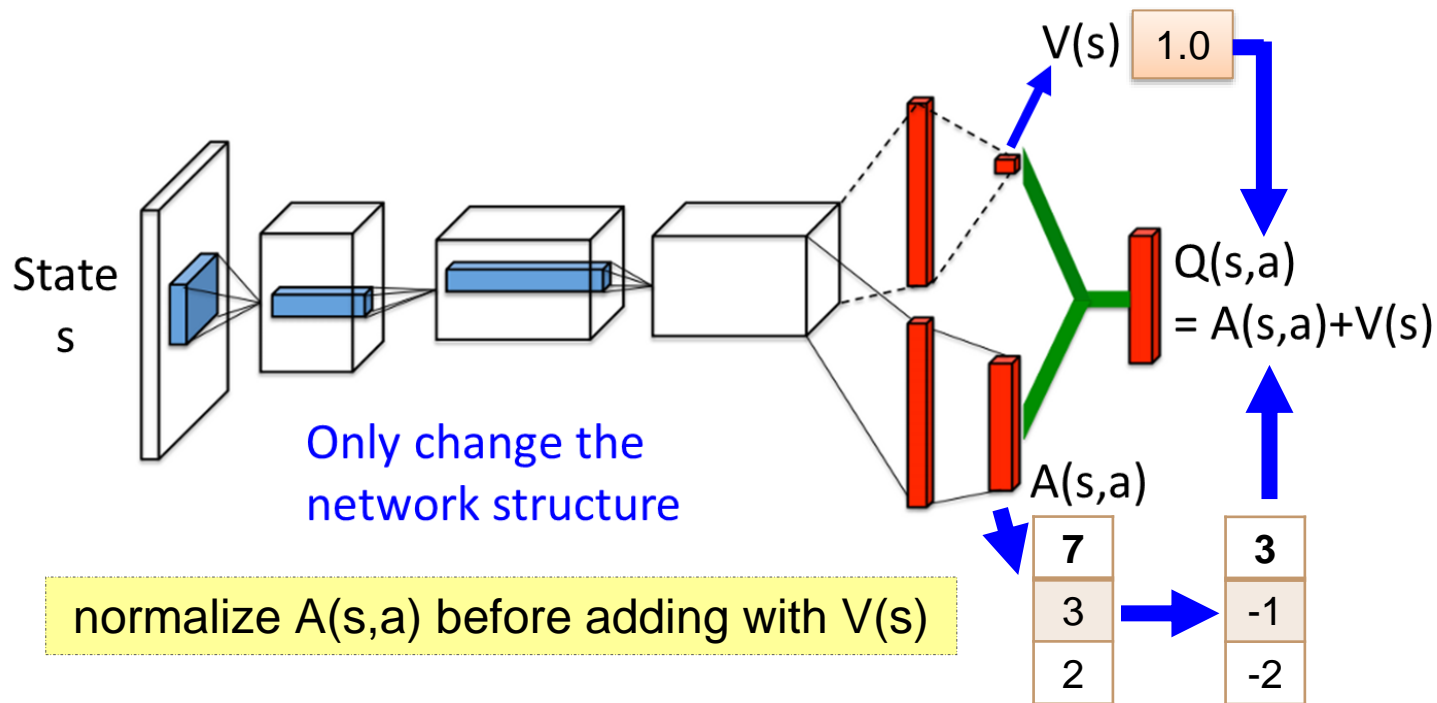 V(s) 1.0
State
s
Q(s,a)
= A(s,a)+V(s)
Only change the
network structure
A(s,a)
7 3
3 -1
2 -2
normalize A(s,a) before adding with V(s)